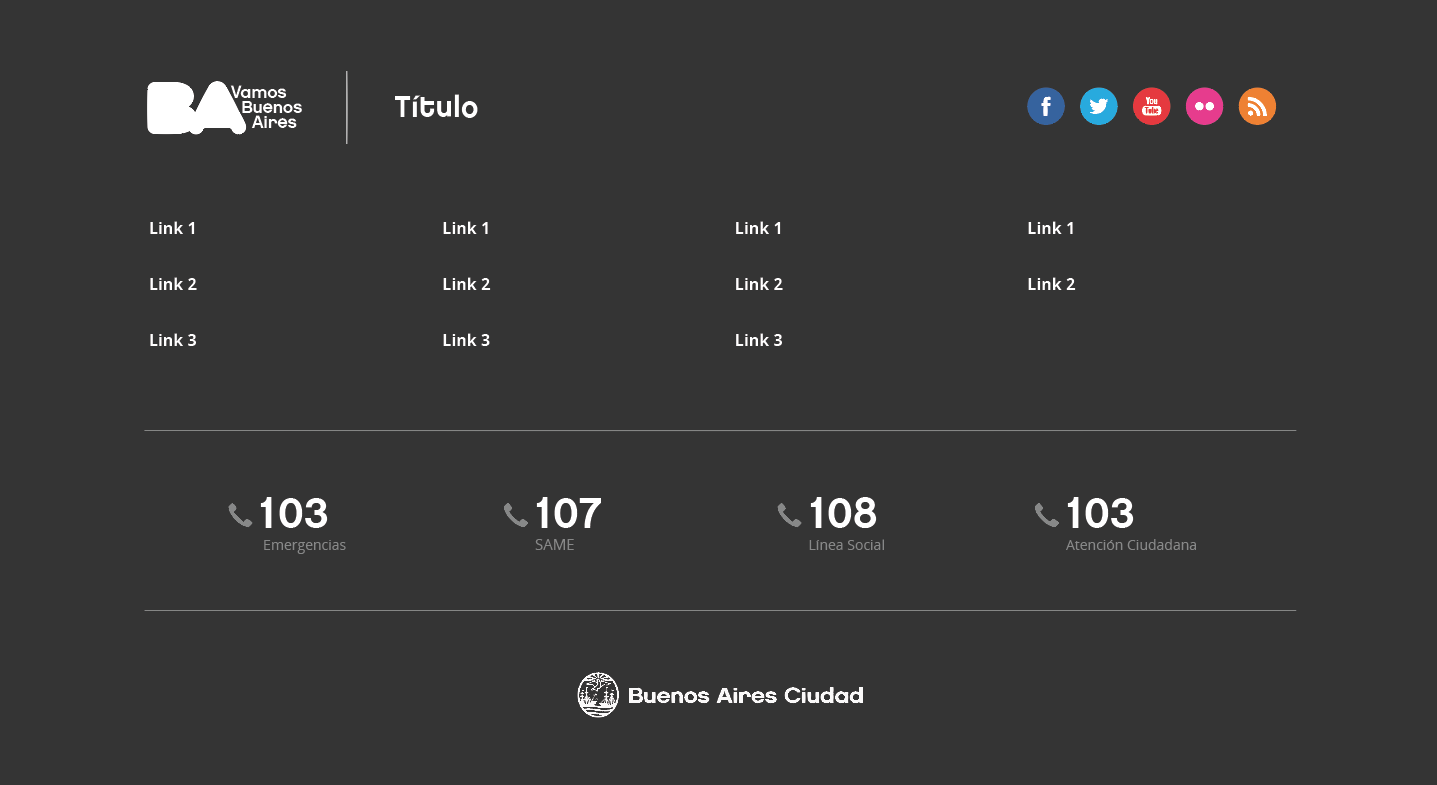 BA Vamos
Buenos
Aires
Título
f
You
Tube
Link 1 Link 1 Link 1 Link 1
Link 2 Link 2 Link 2 Link 2
Link 3 Link 3 Link 3
103 107 108 103
Emergencias SAME Línea Social Atención Ciudadana
Buenos Aires Ciudad